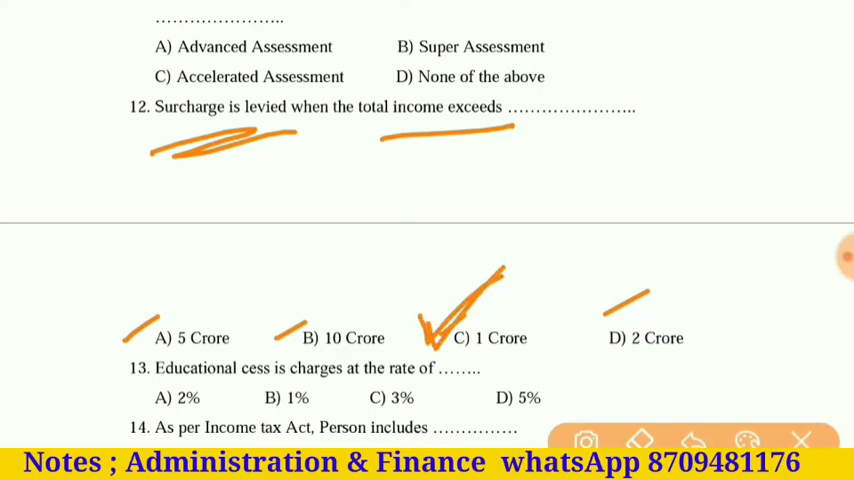 …………………..
A) Advanced Assessment B) Super Assessment
C) Accelerated Assessment D) None of the above
12. Surcharge is levied when the total income exceeds …………………..
A) 5 Crore B) 10 Crore C) 1 Crore D) 2 Crore
13. Educational cess is charges at the rate of ……..
A) 2% B) 1% C) 3% D) 5%
14. As per Income tax Act, Person includes ……………
Notes ; Administration & Finance whatsApp 8709481176